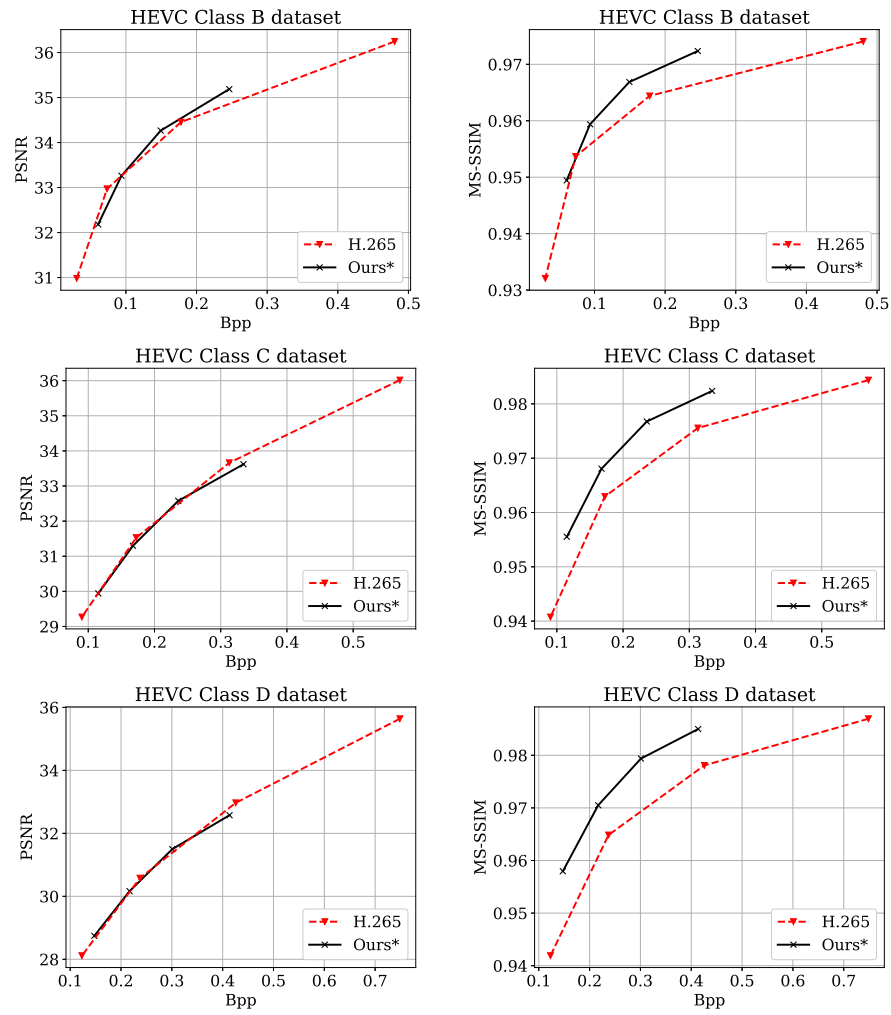 HEVC Class B dataset
PSNR
36
35
34
33
32
31
0.1 0.2 0.3 0.4 0.5
Bpp
H.265
Ours*
HEVC Class B dataset
MS-SSIM
0.97
0.96
0.95
0.94
0.93
0.1 0.2 0.3 0.4 0.5
Bpp
H.265
Ours*
HEVC Class C dataset
PSNR
36
35
34
33
32
31
30
29
0.1 0.2 0.3 0.4 0.5
Bpp
H.265
Ours*
HEVC Class C dataset
MS-SSIM
0.98
0.97
0.96
0.95
0.94
0.1 0.2 0.3 0.4 0.5
Bpp
H.265
Ours*
HEVC Class D dataset
PSNR
36
34
32
30
28
0.1 0.2 0.3 0.4 0.5 0.6 0.7
Bpp
H.265
Ours*
HEVC Class D dataset
MS-SSIM
0.98
0.97
0.96
0.95
0.94
0.1 0.2 0.3 0.4 0.5 0.6 0.7
Bpp
H.265
Ours*